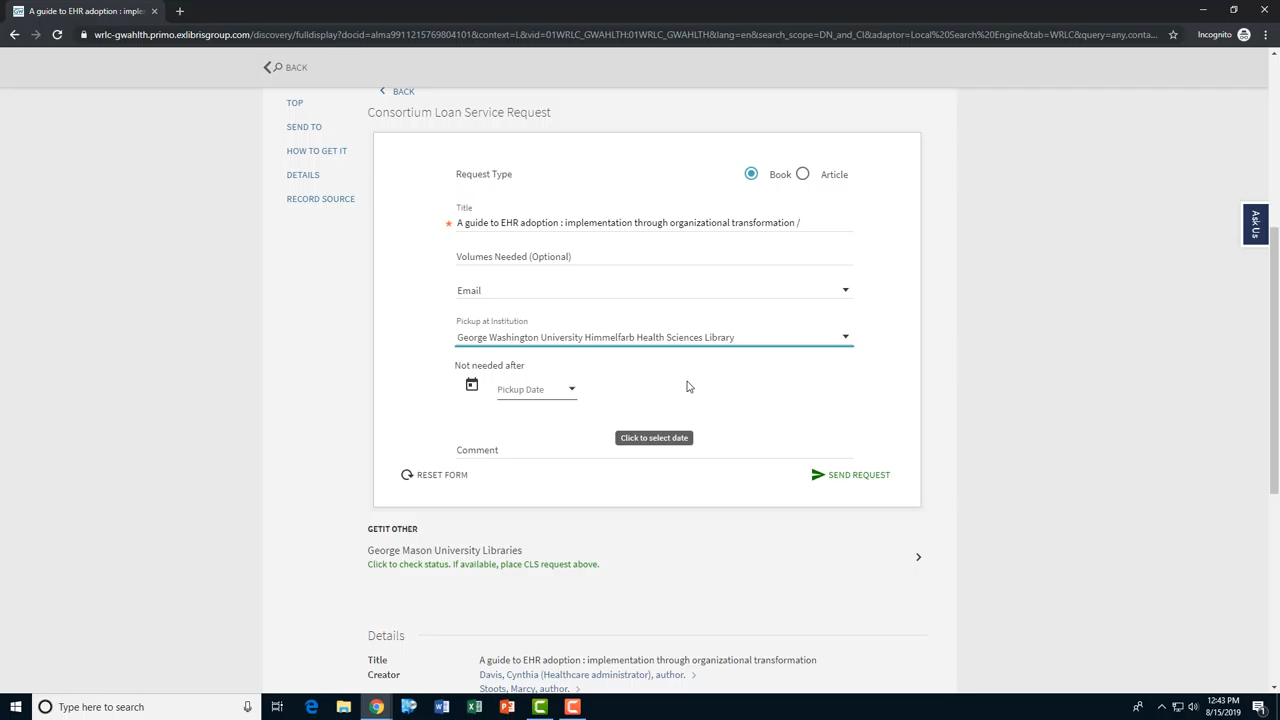 A guide to EHR adoption : imple
wrlc-gwahlth.primo.exlibrisgroup.com/discovery/fulldisplay?docid=alma9911215769804101&context=L&vid=01WRLC_GWAHLTH:01WRLC_GWAHLTH&lang=en&search_scope=DN_and_CI&adaptor=Local%20Search%20Engine&tab=WRLC&query=any,conta...
Incognito
BACK
BACK
Consortium Loan Service Request
TOP
SEND TO
HOW TO GET IT
DETAILS
RECORD SOURCE
Request Type
Book
Article
Title
* A guide to EHR adoption : implementation through organizational transformation /
Volumes Needed (Optional)
Email
Pickup at Institution
George Washington University Himmelfarb Health Sciences Library
Not needed after
Pickup Date
Click to select date
Comment
RESET FORM
SEND REQUEST
Ask Us
GETIT OTHER
George Mason University Libraries
Click to check status. If available, place CLS request above.
Details
Title A guide to EHR adoption : implementation through organizational transformation
Creator Davis, Cynthia (Healthcare administrator), author.
Stoots, Marcy, author.
Type here to search
12:43 PM
8/15/2019